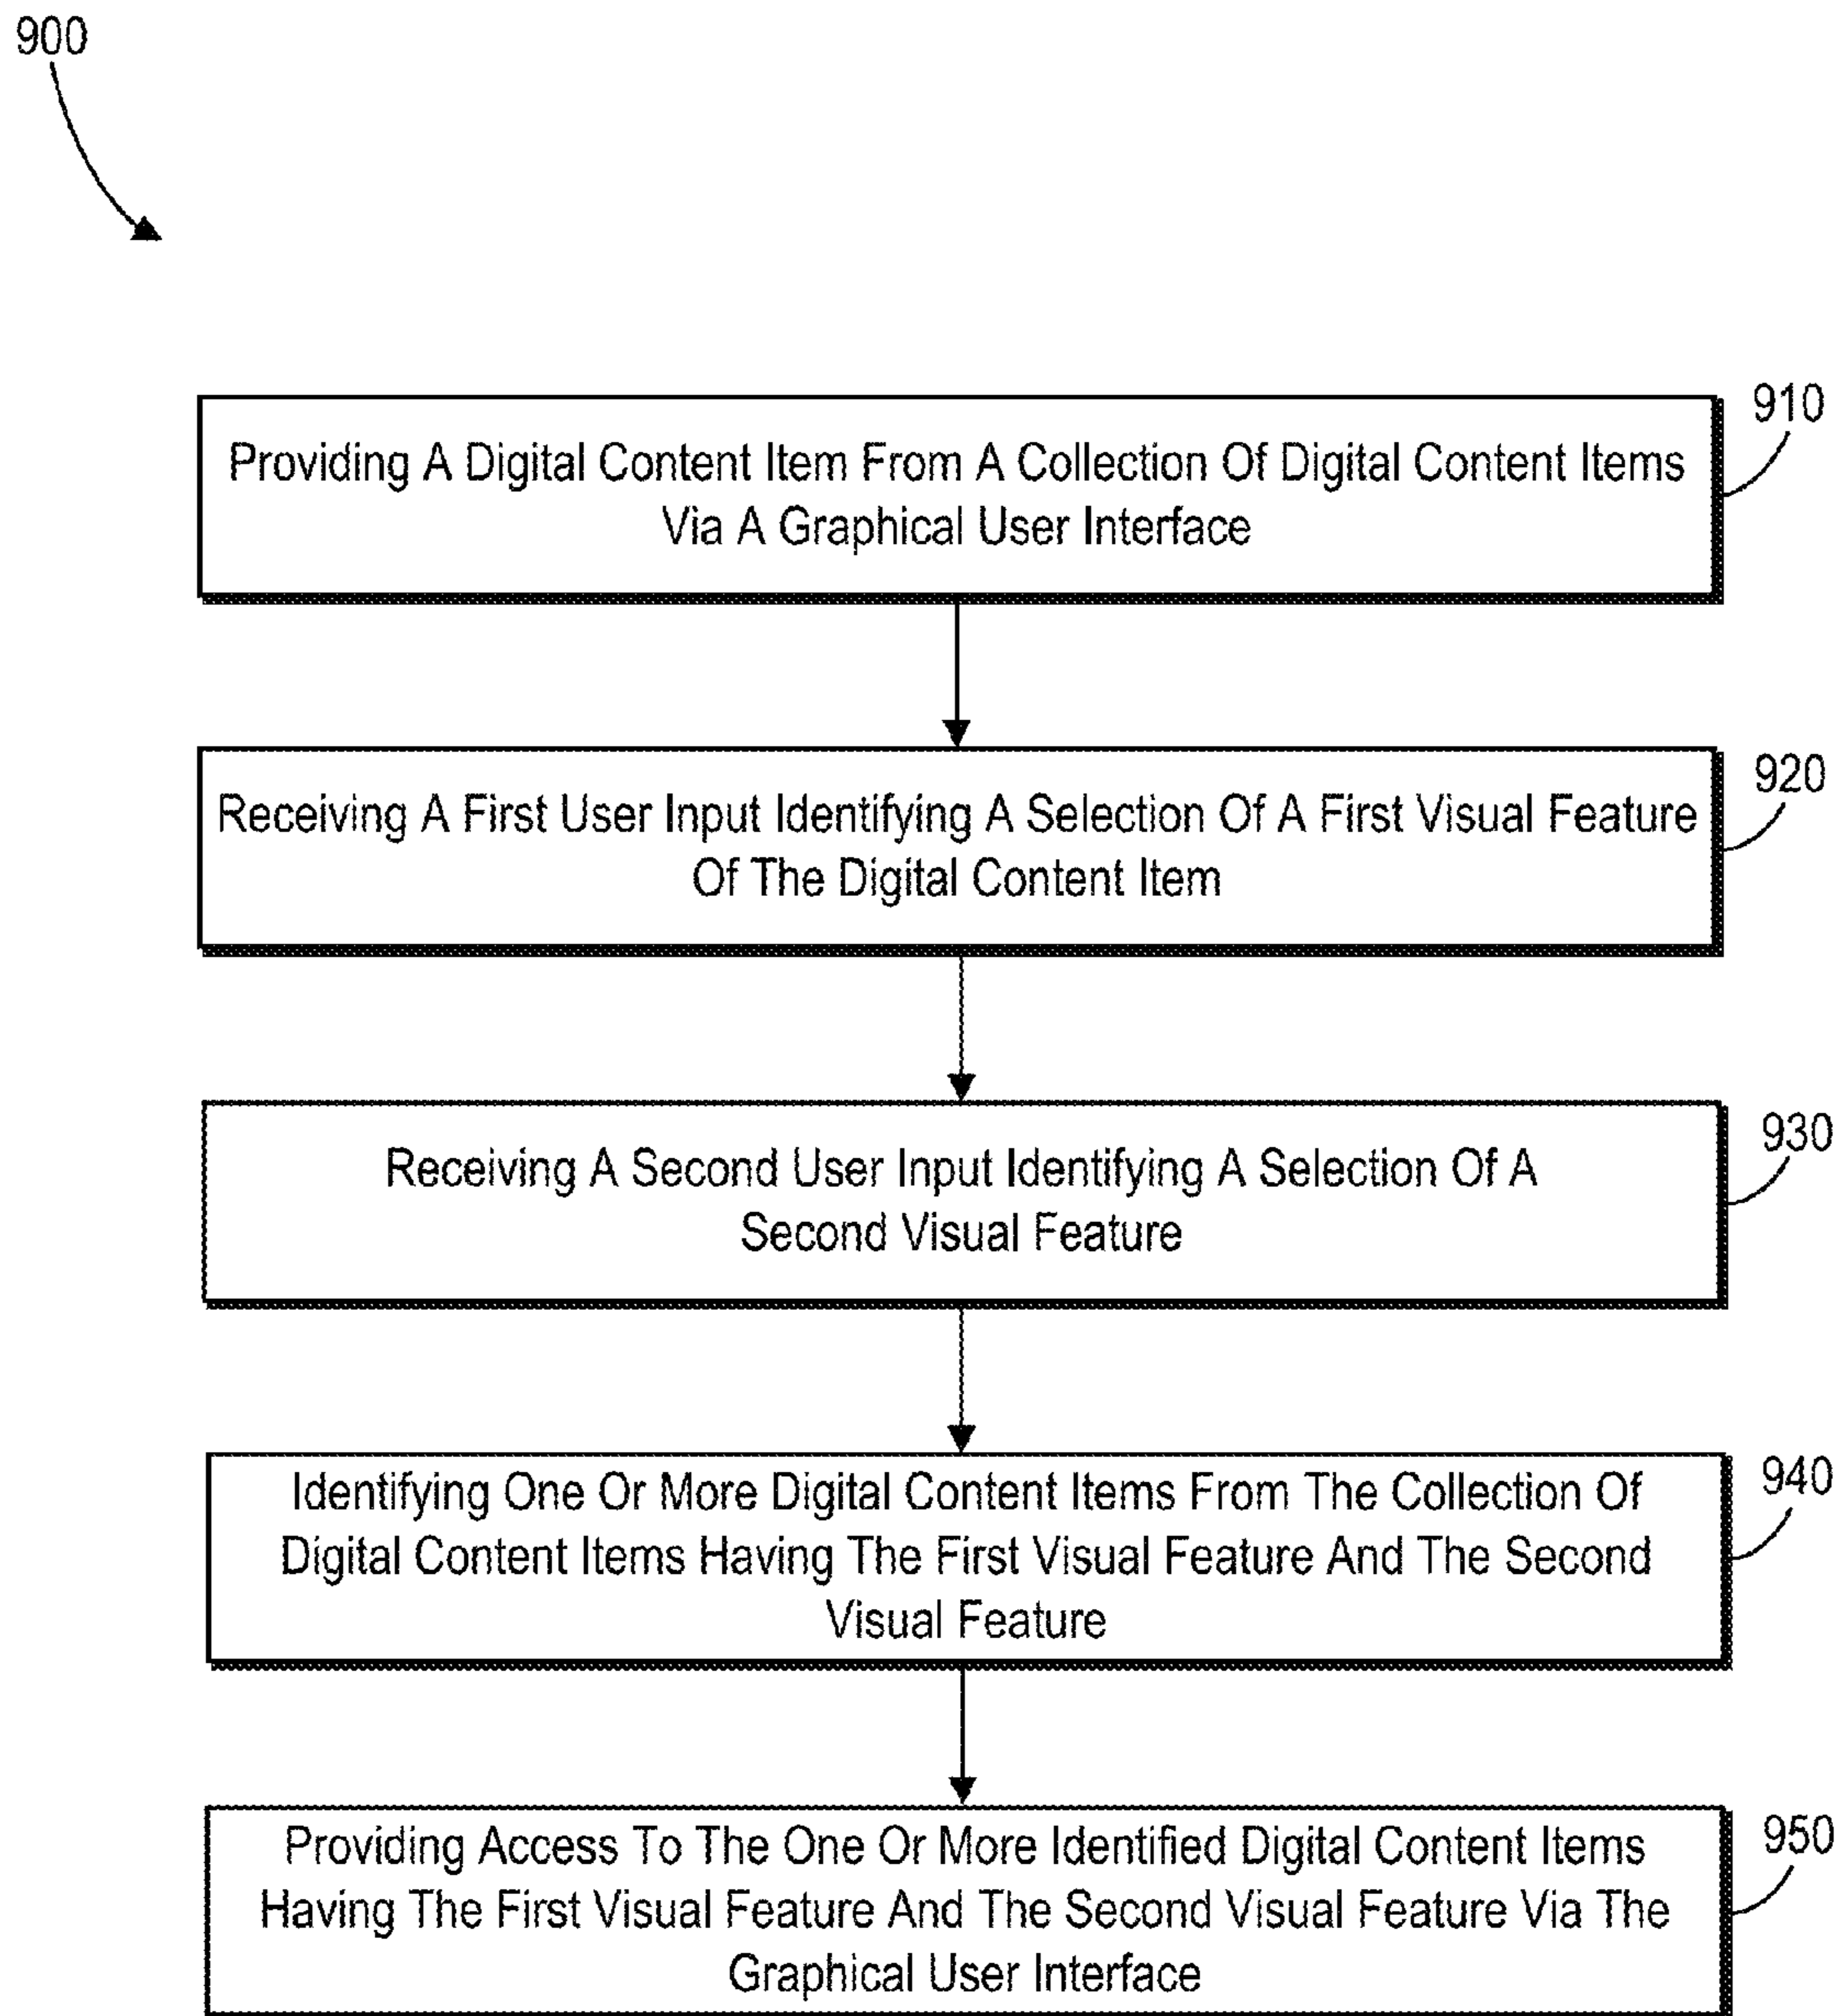 900
910
Providing A Digital Content Item From A Collection Of Digital Content Items
Via A Graphical User Interface
920
Receiving A First User Input Identifying A Selection Of A First Visual Feature
Of The Digital Content Item
930
Receiving A Second User Input Identifying A Selection Of A
Second Visual Feature
940
Identifying One Or More Digital Content Items From The Collection Of
Digital Content Items Having The First Visual Feature And The Second
Visual Feature
950
Providing Access To The One Or More Identified Digital Content Items
Having The First Visual Feature And The Second Visual Feature Via The
Graphical User Interface